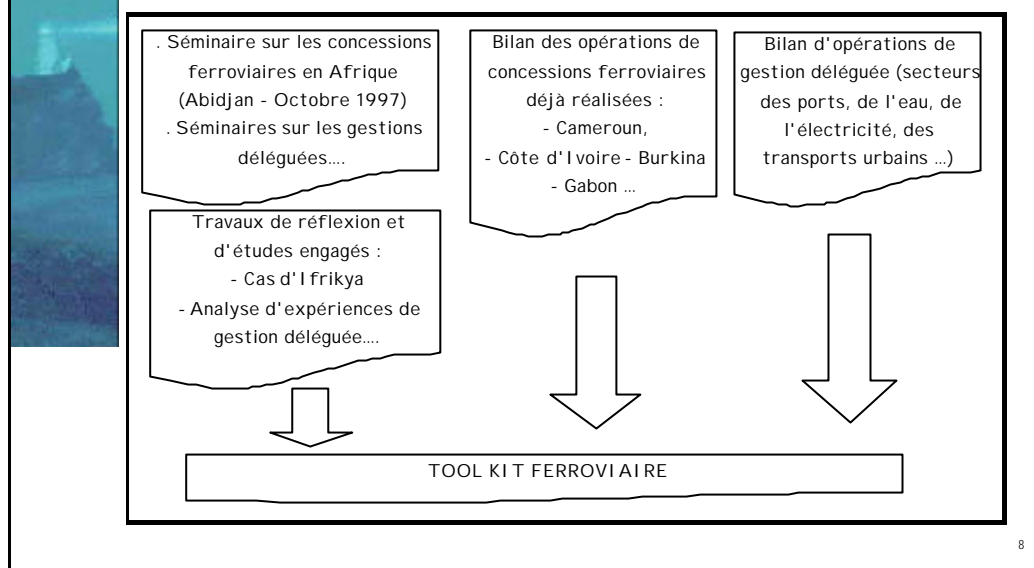 . Séminaire sur les concessions
ferroviaires en Afrique
(Abidjan - Octobre 1997)
. Séminaires sur les gestions
déléguées....
Travaux de réflexion et
d'études engagés :
- Cas d'Ifrikya
- Analyse d'expériences de
gestion déléguée....
Bilan des opérations de
concessions ferroviaires
déjà réalisées :
- Cameroun,
- Côte d'Ivoire - Burkina
- Gabon ...
Bilan d'opérations de
gestion déléguée (secteurs
des ports, de l'eau, de
l'électricité, des
transports urbains ...)
TOOL KIT FERROVIAIRE
8